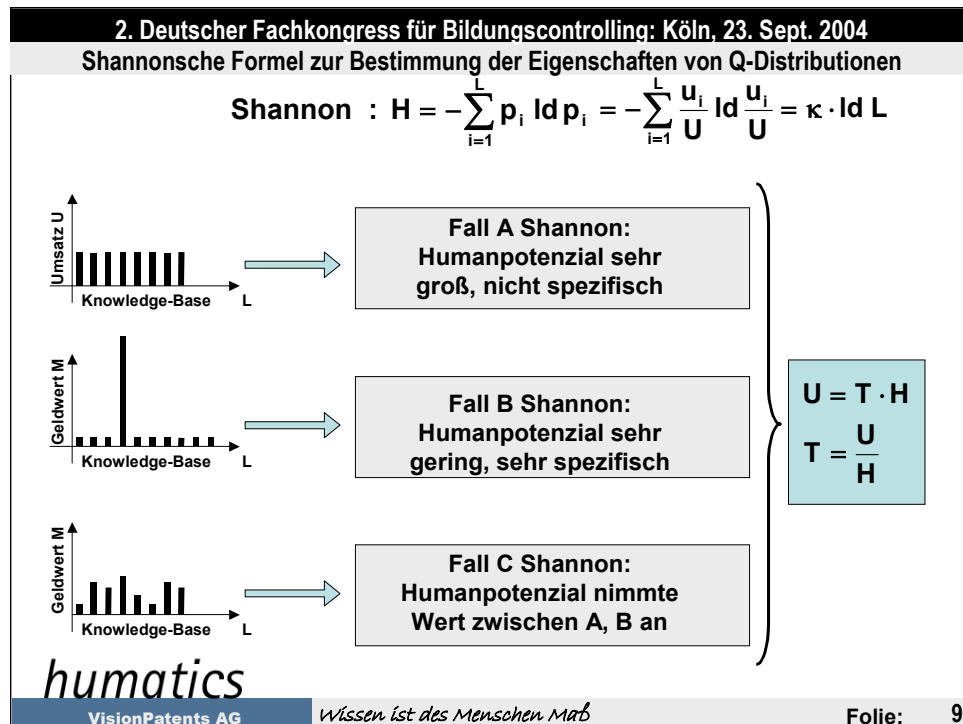 2. Deutscher Fachkongress für Bildungscontrolling: Köln, 23. Sept. 2004
Shannonsche Formel zur Bestimmung der Eigenschaften von Q-Distributionen
Shannon : H = −∑_{i=1}^{L} p_i ld p_i = −∑_{i=1}^{L} u_i/U ld u_i/U = κ · ld L
Umsatz U
Knowledge-Base L
Fall A Shannon:
Humanpotenzial sehr
groß, nicht spezifisch
Geldwert M
Knowledge-Base L
Fall B Shannon:
Humanpotenzial sehr
gering, sehr spezifisch
Geldwert M
Knowledge-Base L
Fall C Shannon:
Humanpotenzial nimmte
Wert zwischen A, B an
U = T · H
T = U/H
humatics
VisionPatents AG
Wissen ist des Menschen Maß
Folie: 9